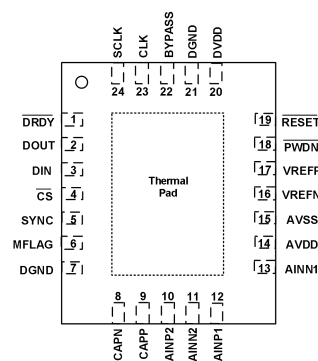 SCLK
CLK
BYPASS
DGND
DVDD
24
23
22
21
20
DRDY 1
DOUT 2
DIN 3
CS 4
SYNC 5
MFLAG 6
DGND 7
Thermal
Pad
19 RESET
18 PWDN
17 VREFP
16 VREFN
15 AVSS
14 AVDD
13 AINN1
8
9
10
11
12
CAPN
CAPP
AINP2
AINN2
AINP1